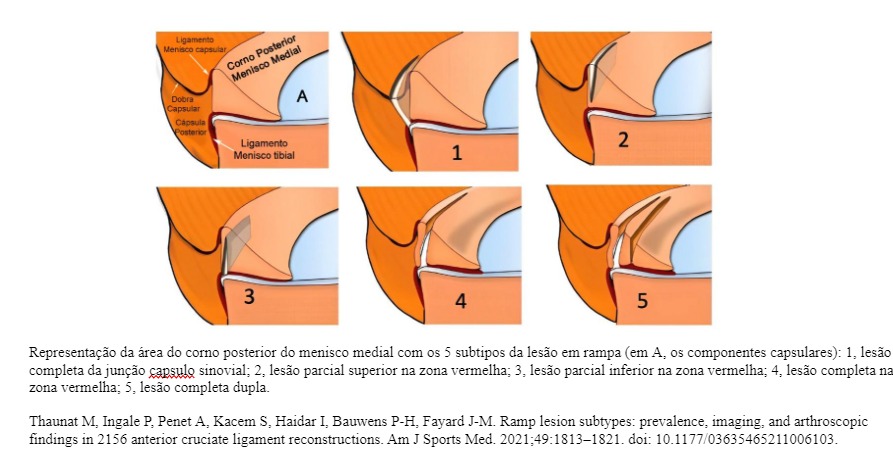 Ligamento
Menisco capsular
Corno Posterior
Menisco Medial
A
Dobra
Capsular
Cápsula
Posterior
Ligamento
Menisco tibial
1
2
3
4
5
Representação da área do corno posterior do menisco medial com os 5 subtipos da lesão em rampa (em A, os componentes capsulares): 1, lesão
completa da junção capsulo sinovial; 2, lesão parcial superior na zona vermelha; 3, lesão parcial inferior na zona vermelha; 4, lesão completa na
zona vermelha; 5, lesão completa dupla.
Thaunat M, Ingale P, Penet A, Kacem S, Haidar I, Bauwens P-H, Fayard J-M. Ramp lesion subtypes: prevalence, imaging, and arthroscopic
findings in 2156 anterior cruciate ligament reconstructions. Am J Sports Med. 2021;49:1813–1821. doi: 10.1177/03635465211006103.